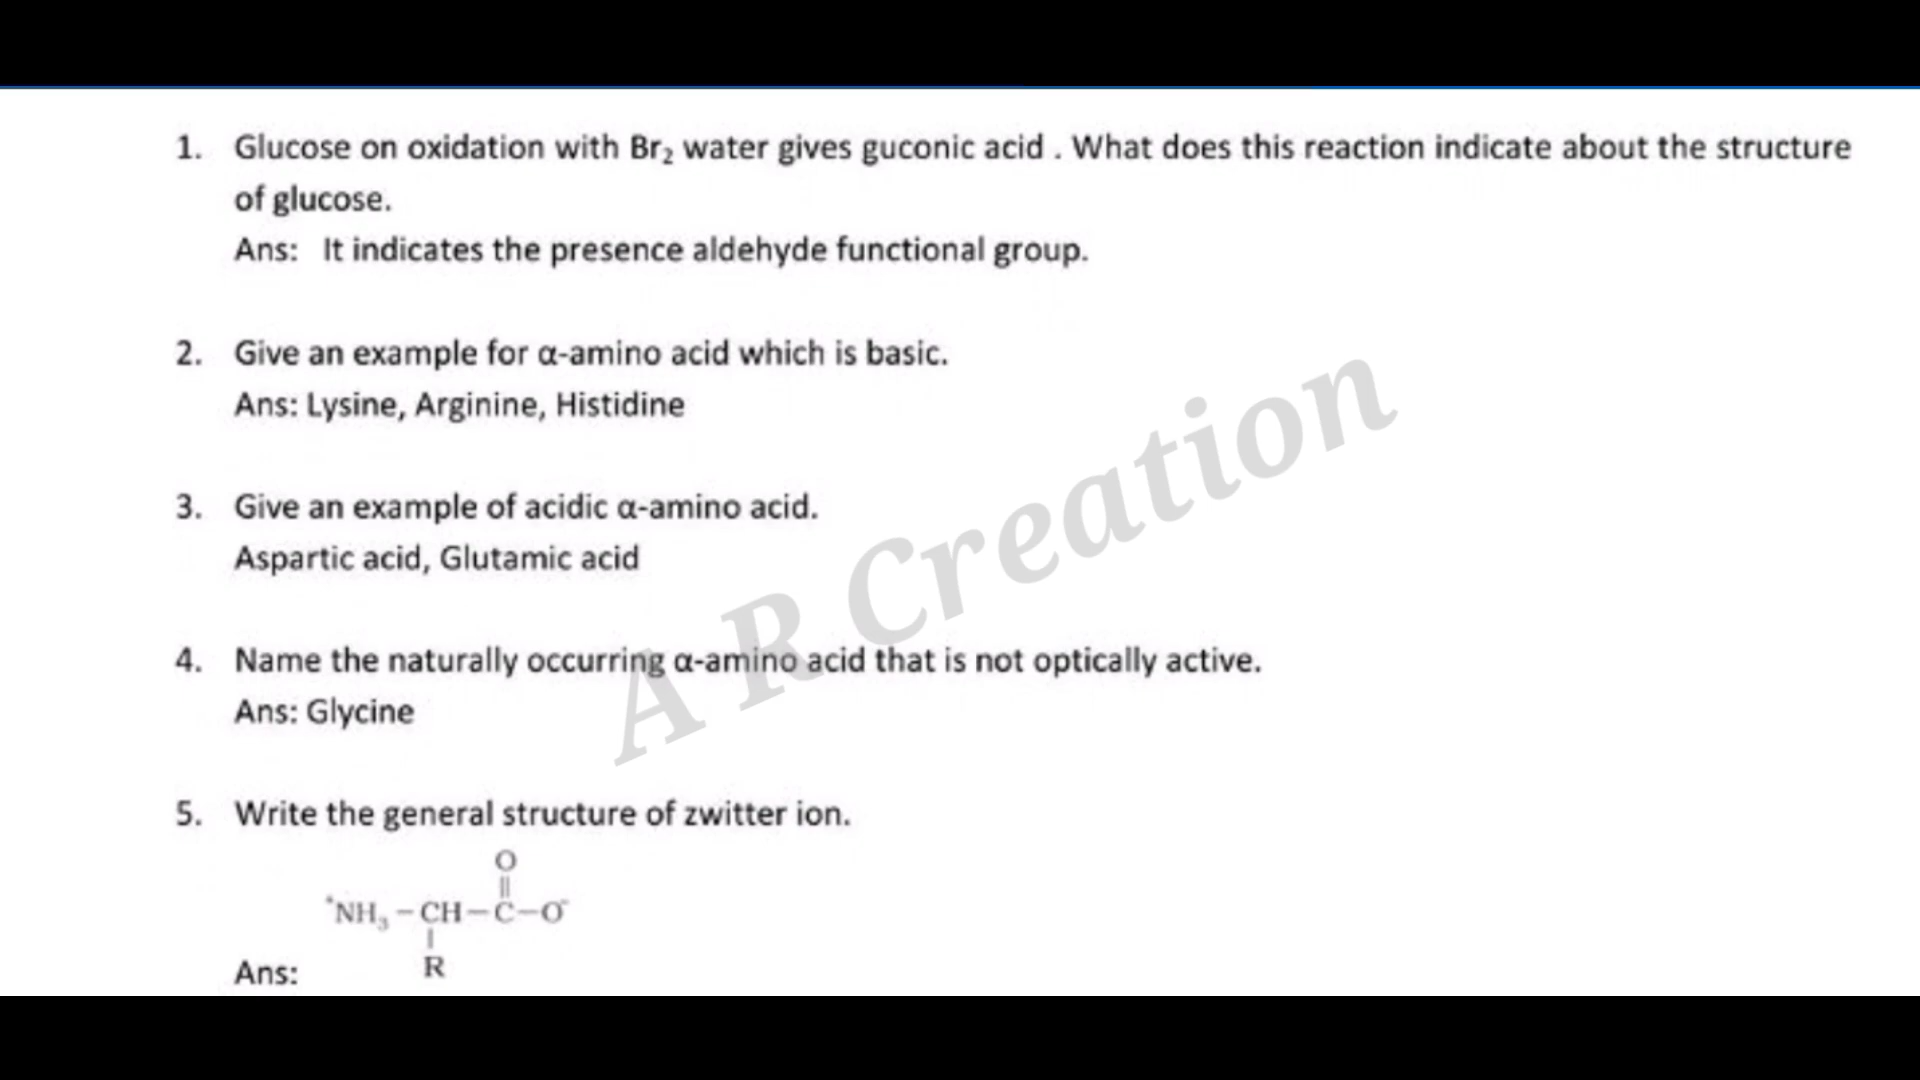 1. Glucose on oxidation with Br₂ water gives guconic acid . What does this reaction indicate about the structure
of glucose.
Ans: It indicates the presence aldehyde functional group.
2. Give an example for α-amino acid which is basic.
Ans: Lysine, Arginine, Histidine
3. Give an example of acidic α-amino acid.
Aspartic acid, Glutamic acid
4. Name the naturally occurring α-amino acid that is not optically active.
Ans: Glycine
5. Write the general structure of zwitter ion.
O
||
⁺NH₃ – CH – C – O⁻
|
Ans: R
A R Creation